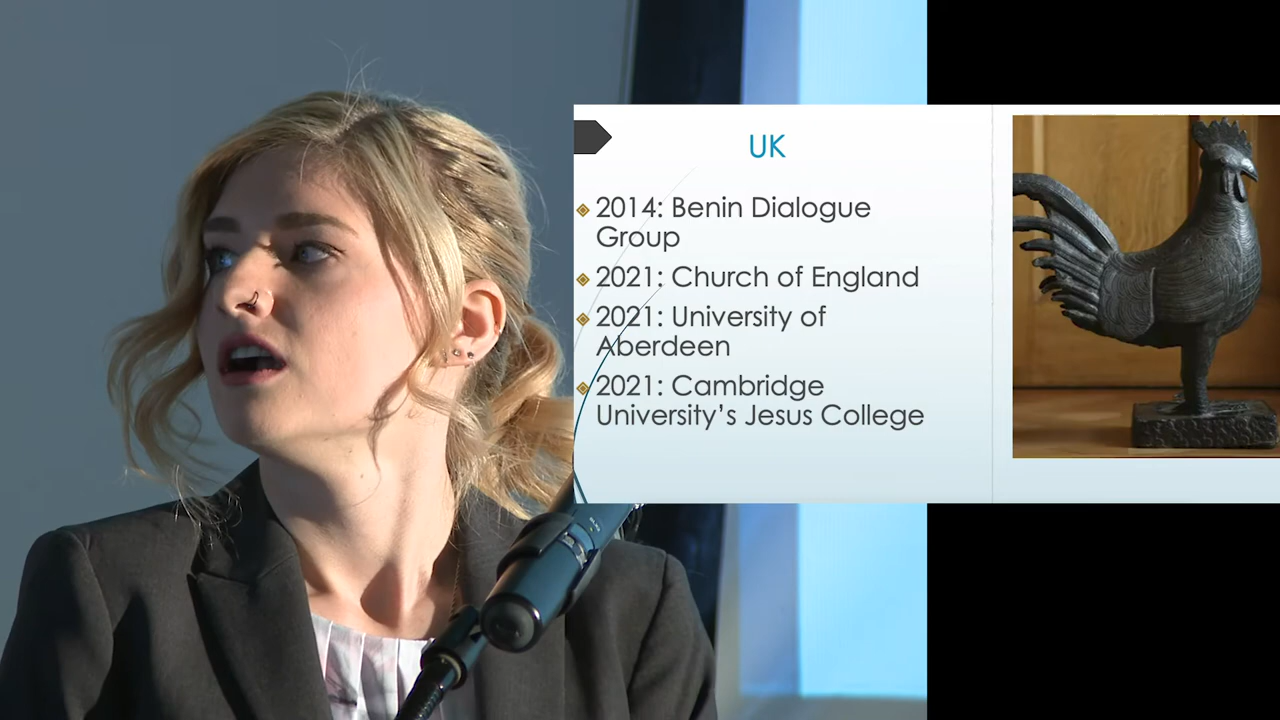 UK
2014: Benin Dialogue
Group
2021: Church of England
2021: University of
Aberdeen
2021: Cambridge
University's Jesus College